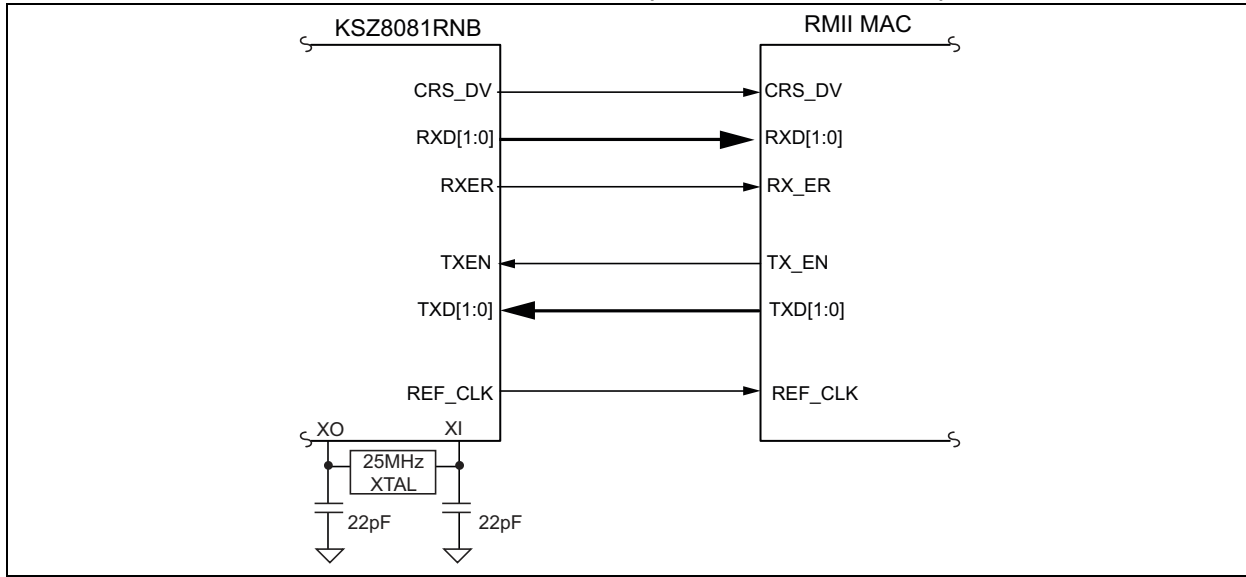 KSZ8081RNB RMII MAC
CRS_DV CRS_DV
RXD[1:0] RXD[1:0]
RXER RX_ER
TXEN TX_EN
TXD[1:0] TXD[1:0]
REF_CLK REF_CLK
XO XI
25MHz
XTAL
22pF 22pF